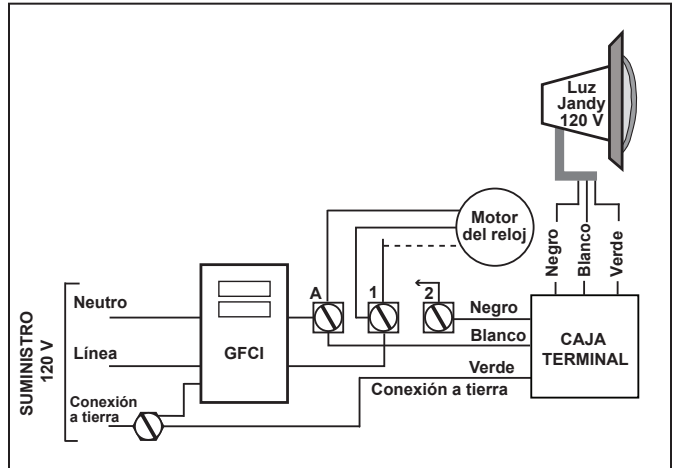 Luz
Jandy
120 V
Motor
del reloj
Negro
Blanco
Verde
SUMINISTRO
120 V
Neutro
Línea
Conexión
a tierra
GFCI
A
1
2
Negro
Blanco
Verde
Conexión a tierra
CAJA
TERMINAL